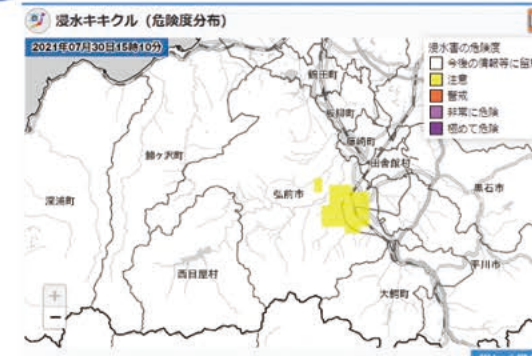 浸水キキクル（危険度分布）
2021年07月30日15時10分
浸水害の危険度
今後の情報等に留
注意
警戒
非常に危険
極めて危険
鶴田町
板柳町
藤崎町
鰺ヶ沢町
田舎館村
深浦町
弘前市
黒石市
西目屋村
平川市
大鰐町
+
−